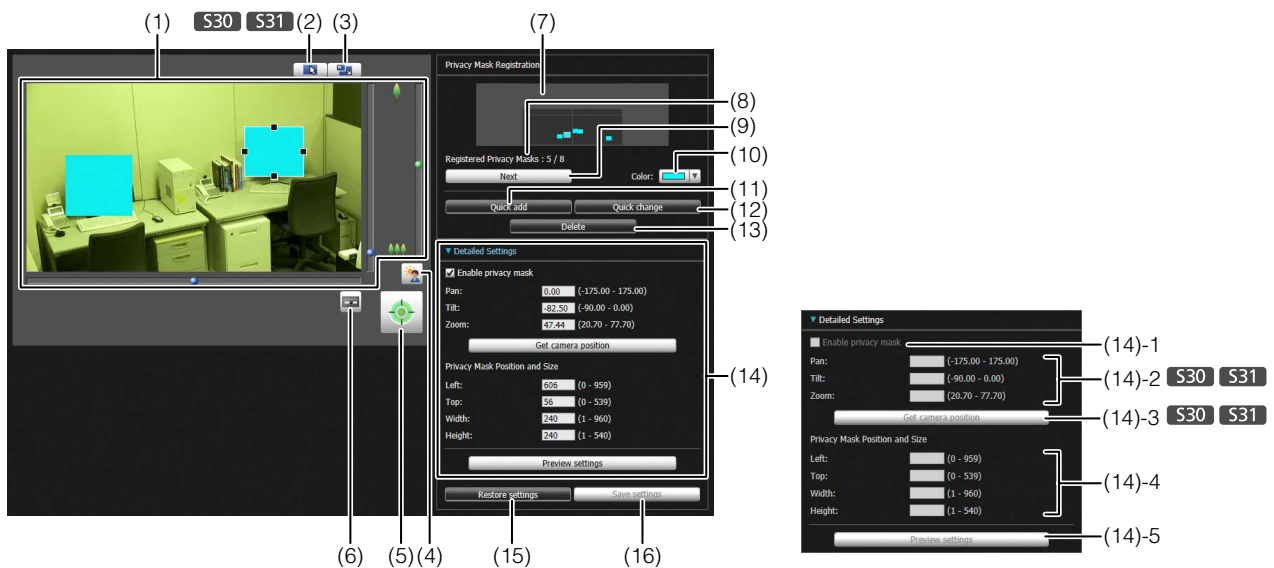 (1) S30 S31 (2) (3) (7)
Privacy Mask Registration
(8)
(9)
Registered Privacy Masks : 5 / 8
(10)
Next Color:
(11)
Quick add Quick change
(12)
Delete
(13)
▼ Detailed Settings
Enable privacy mask
Pan: 0.00 (-175.00 - 175.00)
Tilt: -82.50 (-90.00 - 0.00)
Zoom: 47.44 (20.70 - 77.70)
Get camera position
Privacy Mask Position and Size
(14)
Left: 606 (0 - 959)
Top: 56 (0 - 539)
Width: 240 (1 - 960)
Height: 240 (1 - 540)
Preview settings
Restore settings Save settings
(6) (5) (4) (15) (16)
▼ Detailed Settings
Enable privacy mask (14)-1
Pan: (-175.00 - 175.00)
Tilt: (-90.00 - 0.00) (14)-2 S30 S31
Zoom: (20.70 - 77.70)
Get camera position (14)-3 S30 S31
Privacy Mask Position and Size
Left: (0 - 959)
Top: (0 - 539) (14)-4
Width: (1 - 960)
Height: (1 - 540)
Preview settings (14)-5